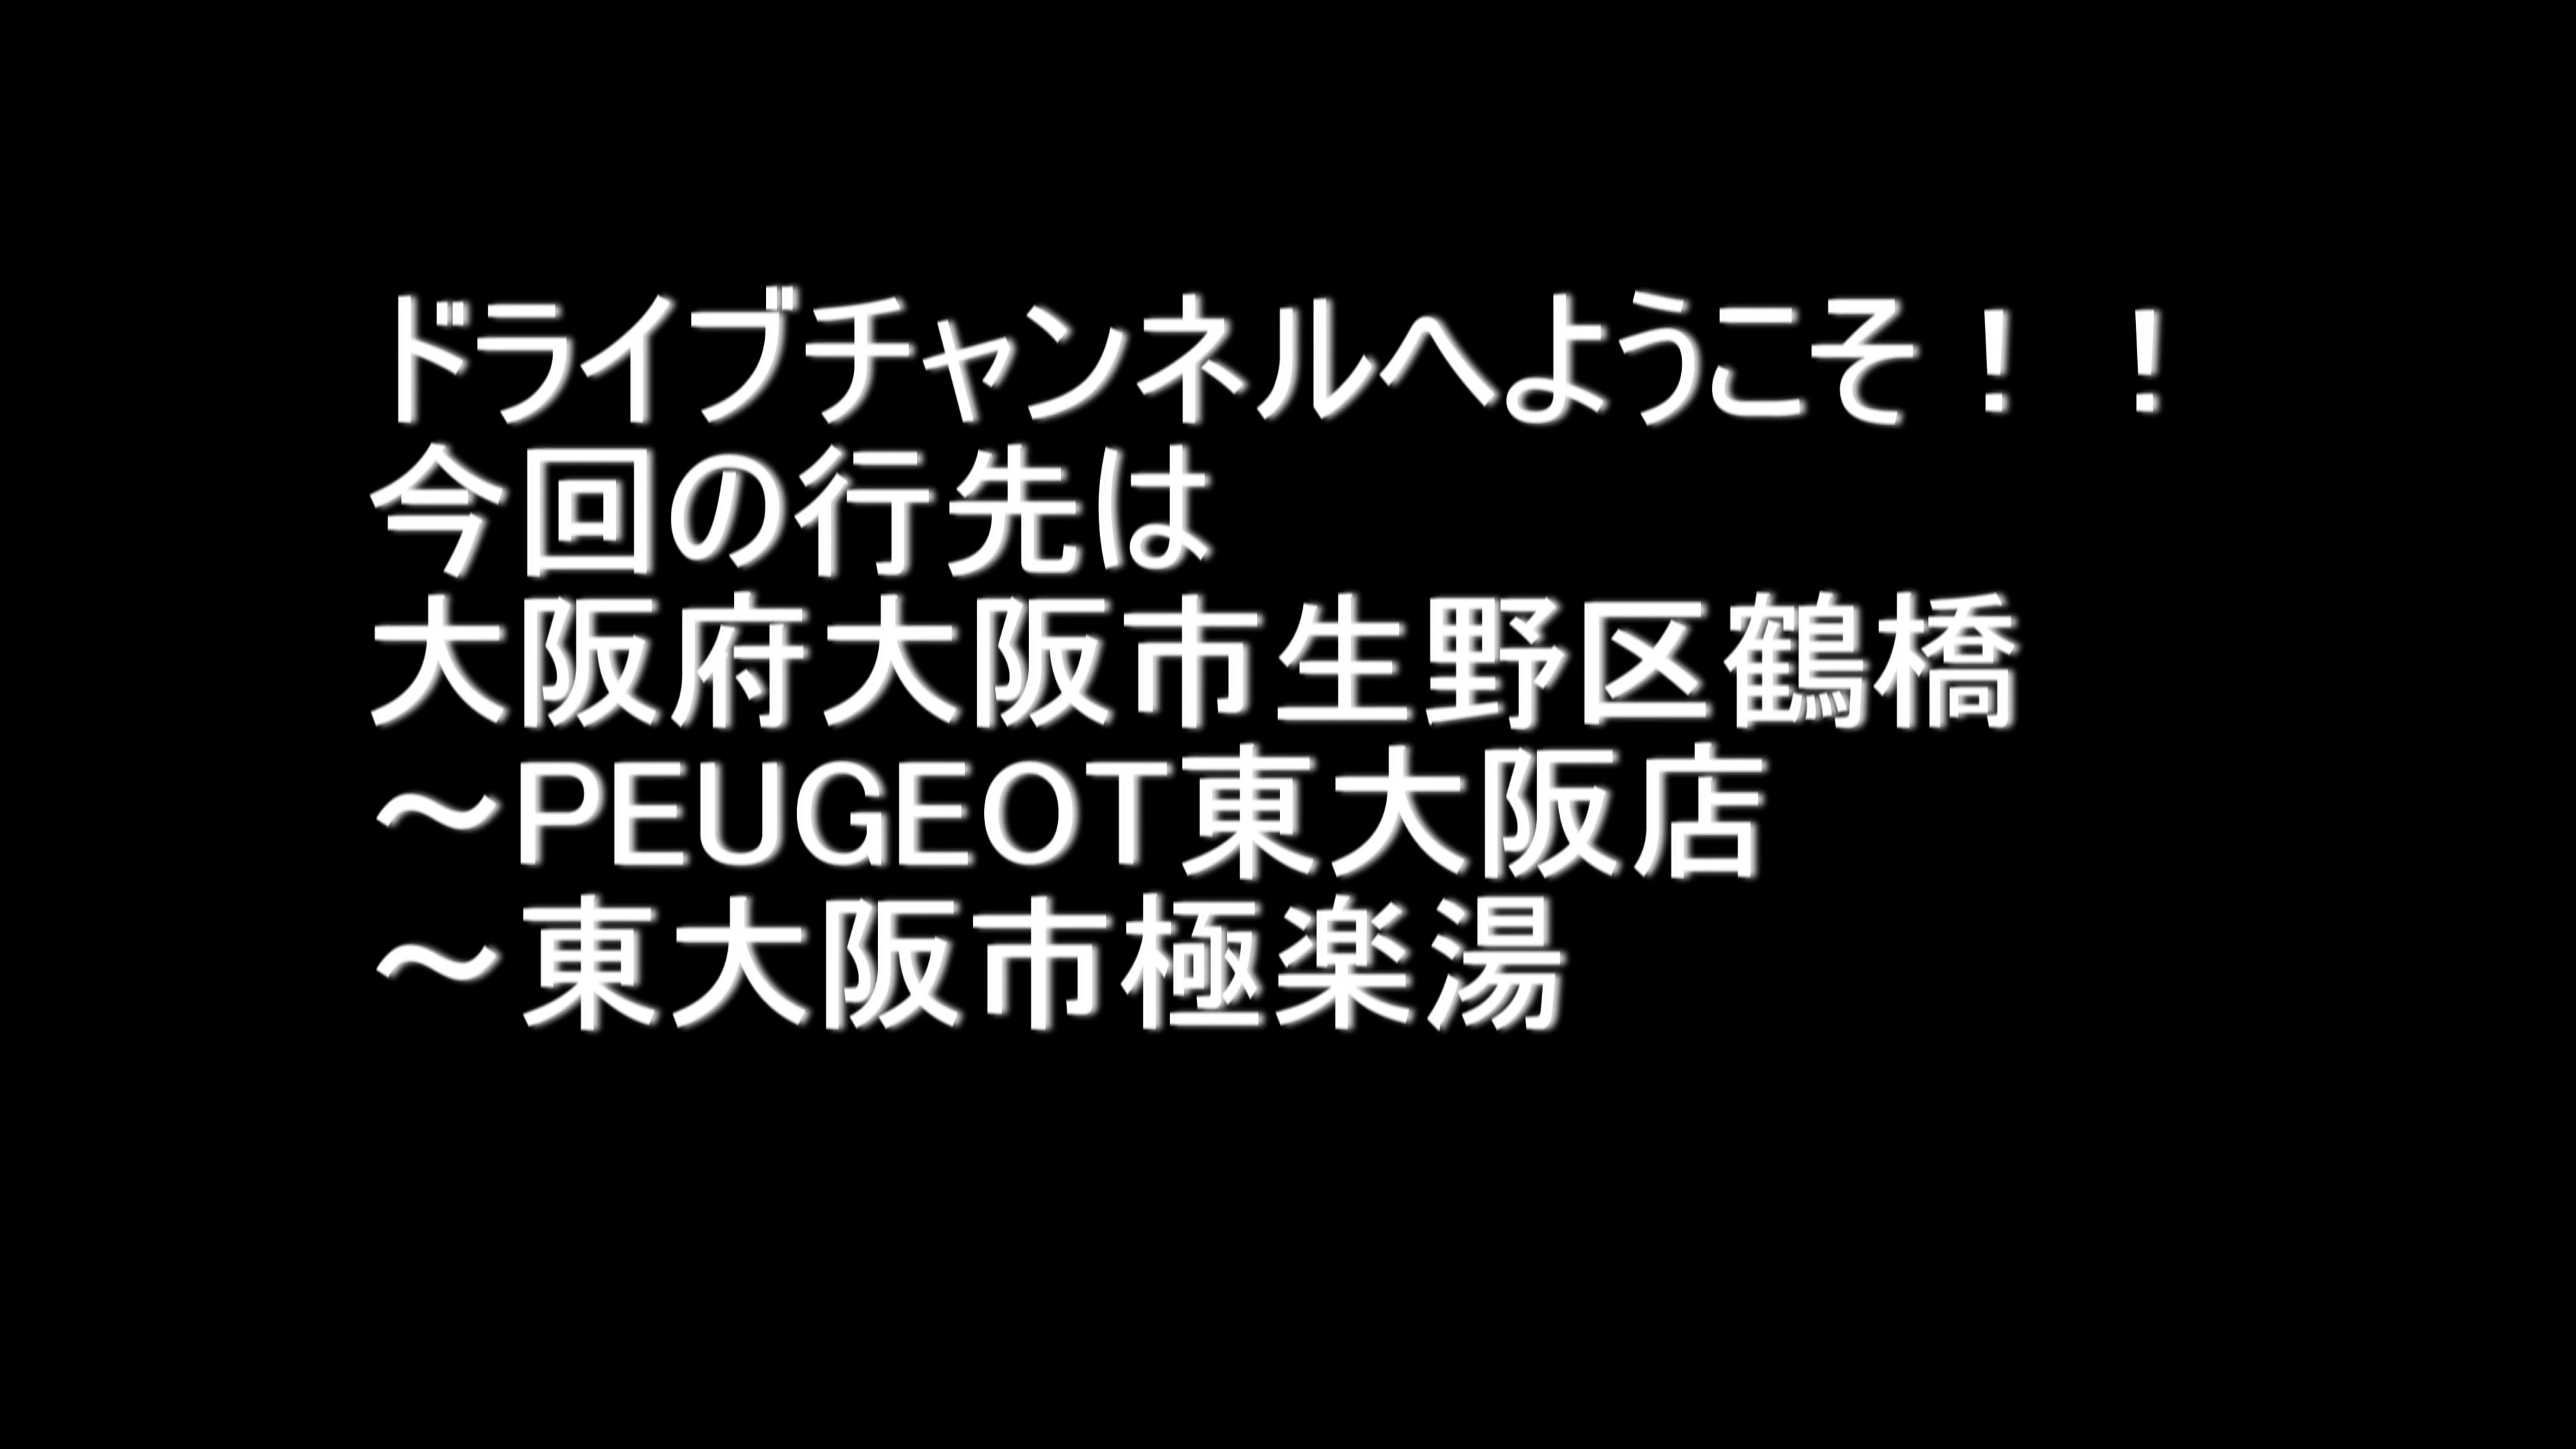 ドライブチャンネルへようこそ！！
今回の行先は
大阪府大阪市生野区鶴橋
～PEUGEOT東大阪店
～東大阪市極楽湯